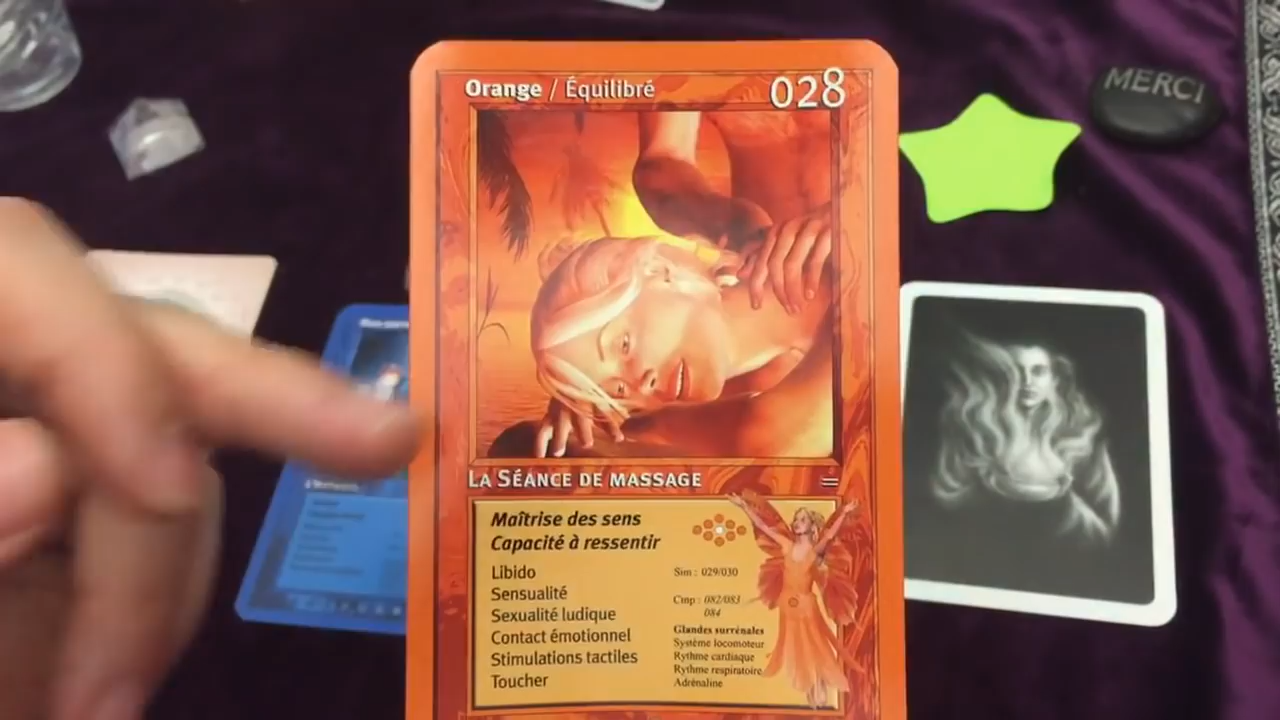 Orange / Équilibré
028
MERCI
LA SÉANCE DE MASSAGE
=
Maîtrise des sens
Capacité à ressentir
Libido
Sensualité
Sexualité ludique
Contact émotionnel
Stimulations tactiles
Toucher
Sim : 029/030
Cmp : 082/083
084
Glandes surrénales
Système locomoteur
Rythme cardiaque
Rythme respiratoire
Adrénaline